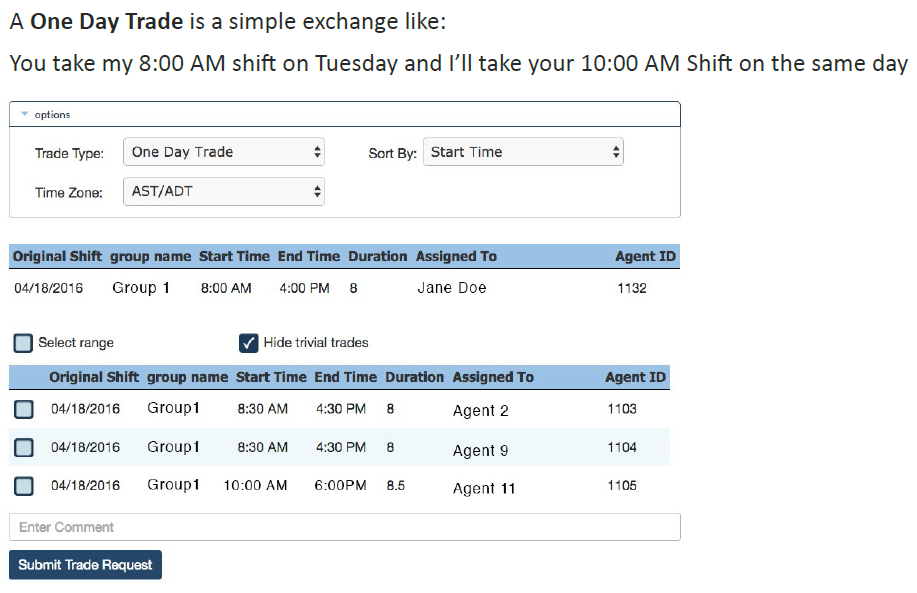 A One Day Trade is a simple exchange like:
You take my 8:00 AM shift on Tuesday and I'll take your 10:00 AM Shift on the same day
options
Trade Type: One Day Trade Sort By: Start Time
Time Zone: AST/ADT
Original Shift group name Start Time End Time Duration Assigned To Agent ID
04/18/2016 Group 1 8:00 AM 4:00 PM 8 Jane Doe 1132
Select range Hide trivial trades
Original Shift group name Start Time End Time Duration Assigned To Agent ID
04/18/2016 Group1 8:30 AM 4:30 PM 8 Agent 2 1103
04/18/2016 Group1 8:30 AM 4:30 PM 8 Agent 9 1104
04/18/2016 Group1 10:00 AM 6:00PM 8.5 Agent 11 1105
Enter Comment
Submit Trade Request